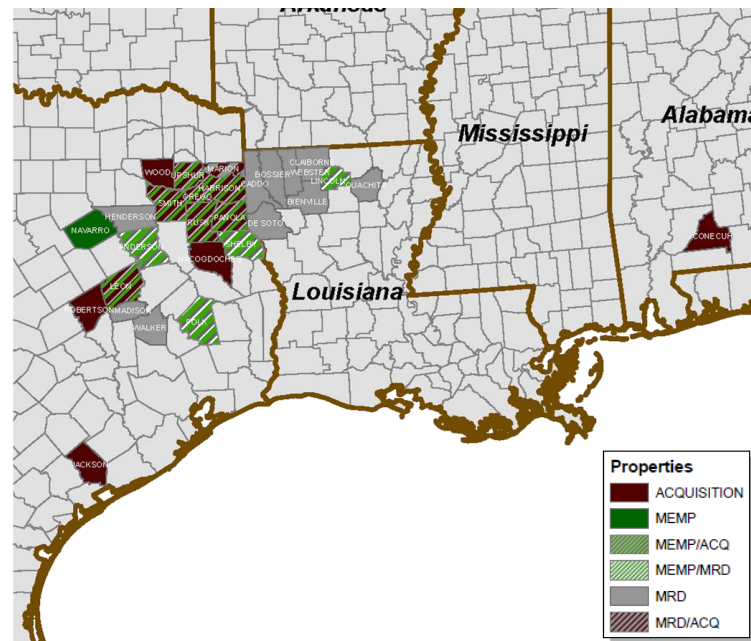 Arkansas
Mississippi
Alabama
Louisiana
WOOD
UPSHUR
MARION
HARRISON
GREGG
SMITH
RUSK
PANOLA
CADDO
BOSSIER
CLAIBORNE
WEBSTER
LINCOLN
OUACHITA
BIENVILLE
DE SOTO
HENDERSON
NAVARRO
ANDERSON
SHELBY
NACOGDOCHES
LEON
ROBERTSON
MADISON
WALKER
POLK
JACKSON
CONECUH
Properties
ACQUISITION
MEMP
MEMP/ACQ
MEMP/MRD
MRD
MRD/ACQ